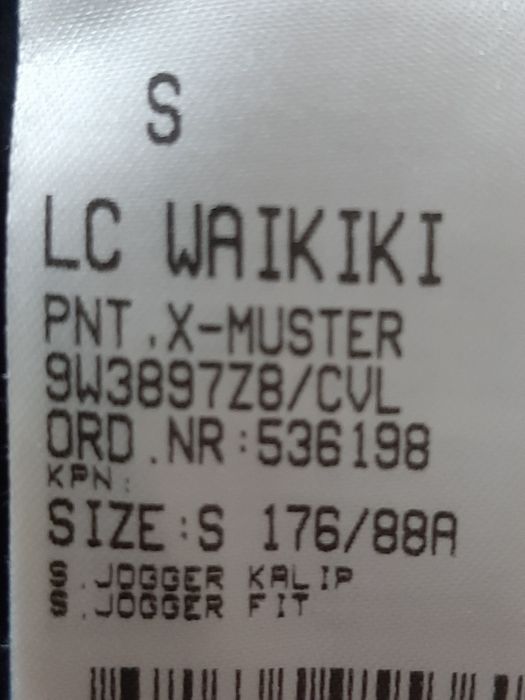 S
LC WAIKIKI
PNT.X-MUSTER
9W3897Z8/CVL
ORD.NR:536198
KPN:
SIZE:S 176/88A
S.JOGGER KALIP
S.JOGGER FIT